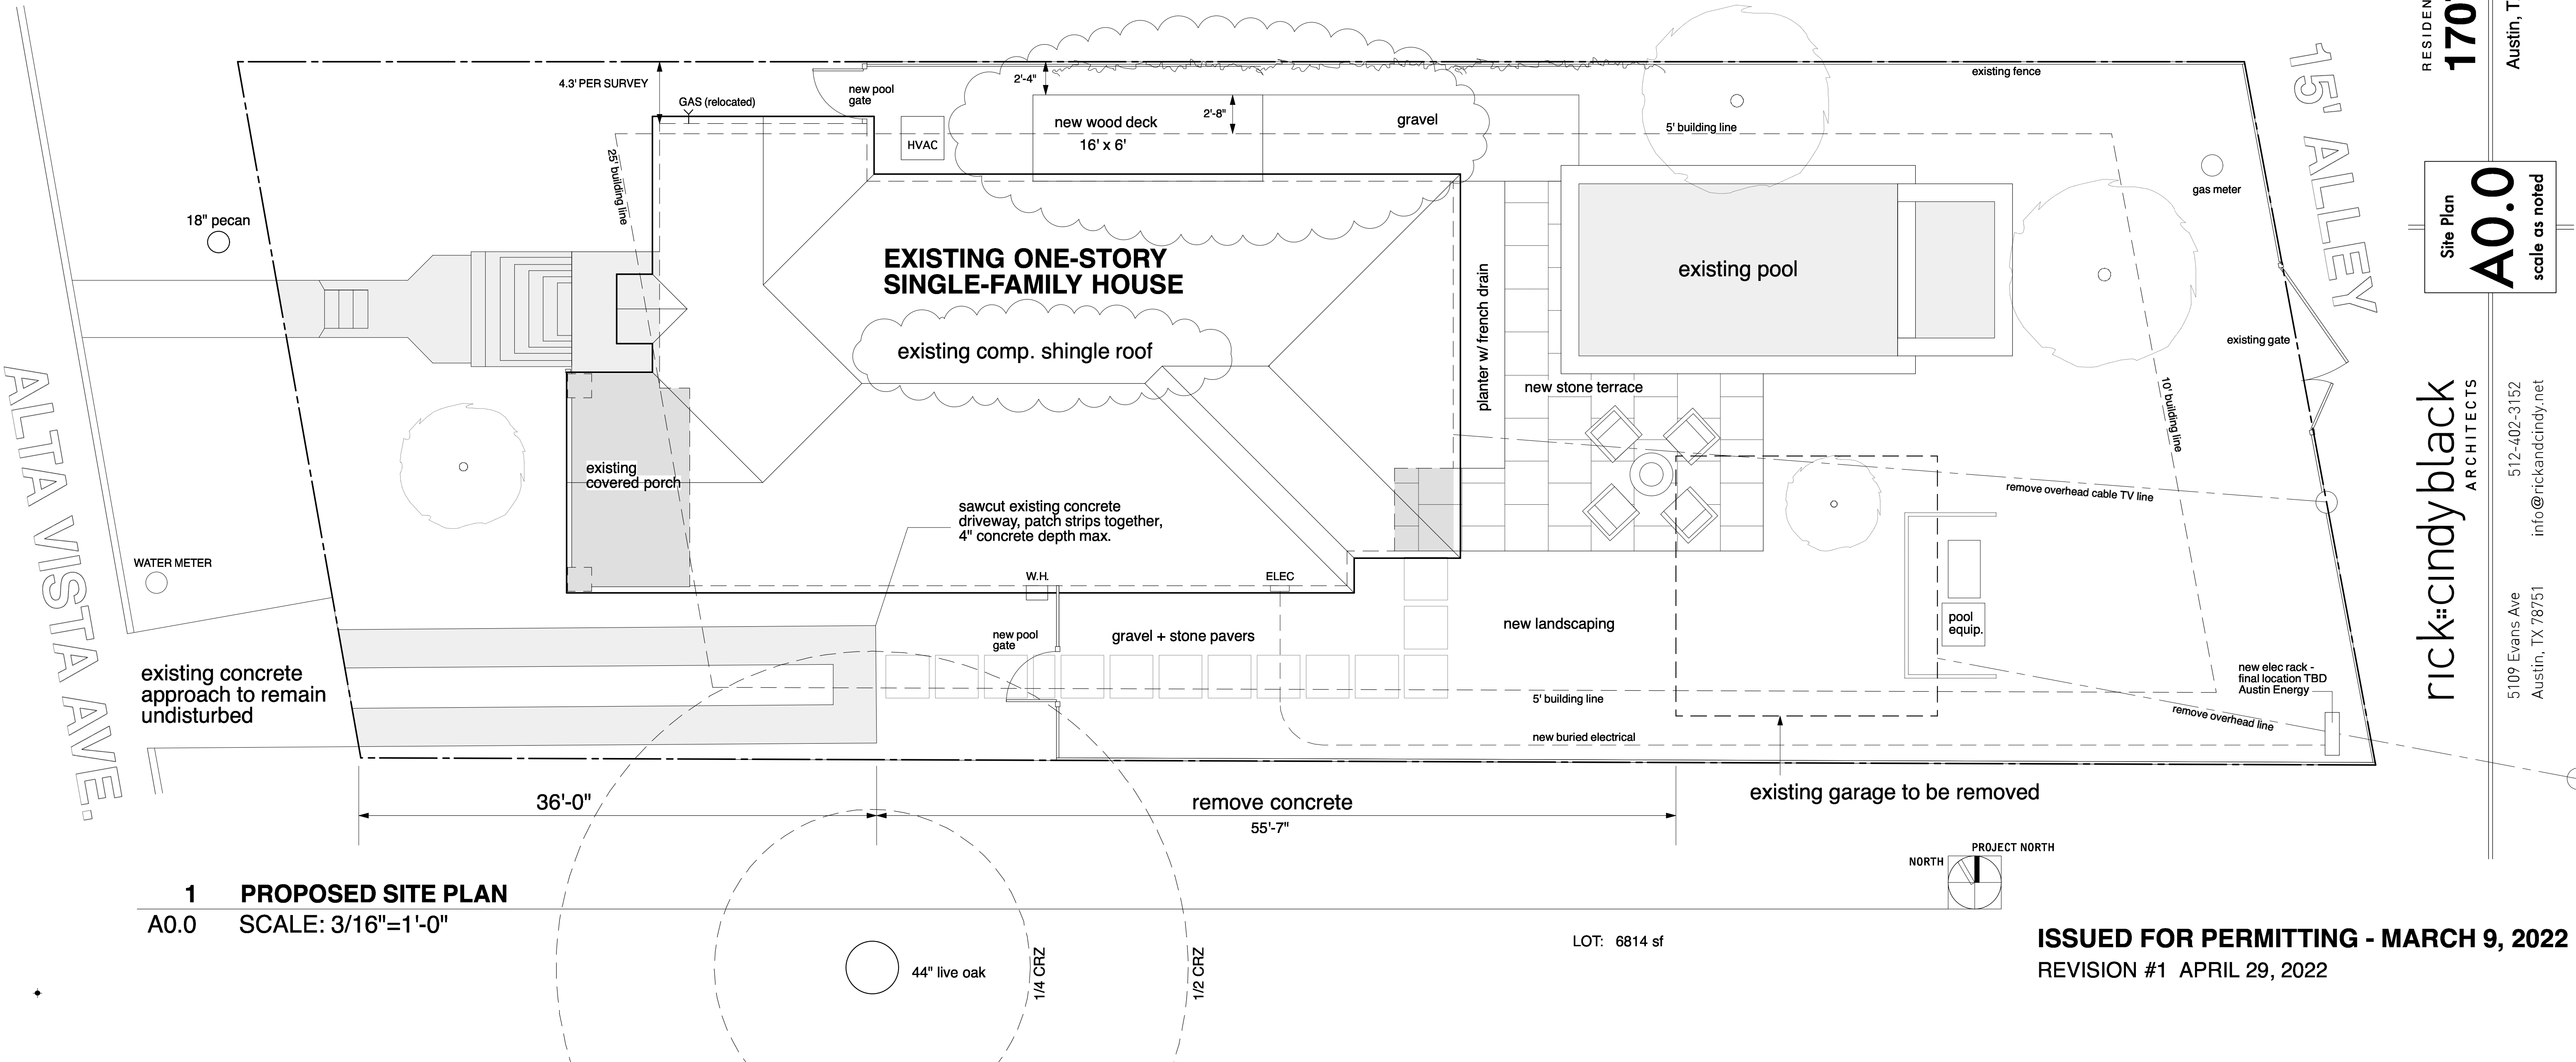 4.3' PER SURVEY
GAS (relocated)
new pool
gate
HVAC
2'-4"
new wood deck
16' x 6'
2'-8"
gravel
existing fence
5' building line
25' building line
18" pecan
gas meter
15' ALLEY
EXISTING ONE-STORY
SINGLE-FAMILY HOUSE
existing comp. shingle roof
planter w/ french drain
existing pool
new stone terrace
existing gate
10' building line
existing
covered porch
sawcut existing concrete
driveway, patch strips together,
4" concrete depth max.
remove overhead cable TV line
ALTA VISTA AVE.
WATER METER
W.H.
ELEC
new pool
gate
gravel + stone pavers
new landscaping
pool
equip.
existing concrete
approach to remain
undisturbed
5' building line
new elec rack -
final location TBD
Austin Energy
remove overhead line
new buried electrical
36'-0"
remove concrete
55'-7"
existing garage to be removed
NORTH
PROJECT NORTH
1 PROPOSED SITE PLAN
A0.0 SCALE: 3/16"=1'-0"
44" live oak
1/4 CRZ
1/2 CRZ
LOT: 6814 sf
ISSUED FOR PERMITTING - MARCH 9, 2022
REVISION #1 APRIL 29, 2022
170
Site Plan
A0.0
scale as noted
rick::cindyblack
ARCHITECTS
5109 Evans Ave 512-402-3152
Austin, TX 78751 info@rickandcindy.net
RESIDEN
Austin, T